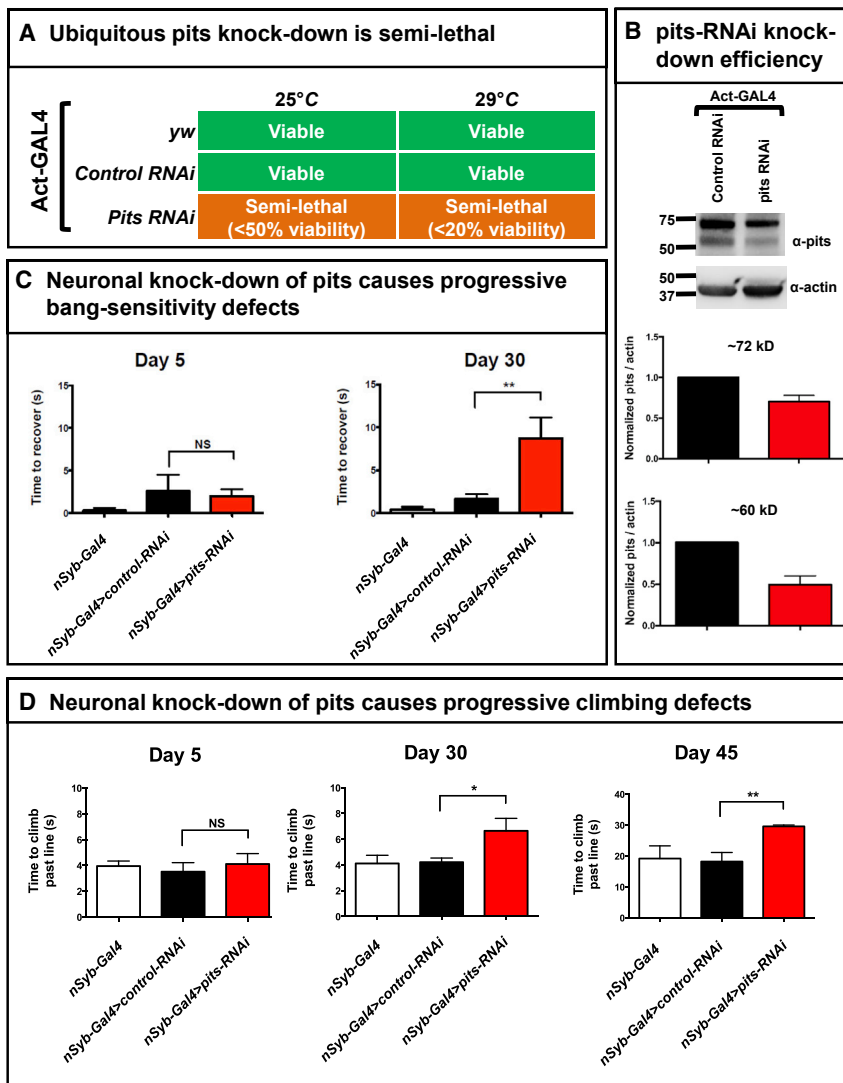 A Ubiquitous pits knock-down is semi-lethal
25°C 29°C
Act-GAL4
yw Viable Viable
Control RNAi Viable Viable
Pits RNAi Semi-lethal (<50% viability) Semi-lethal (<20% viability)
B pits-RNAi knock-
down efficiency
Act-GAL4
Control RNAi
pits RNAi
75
50
α-pits
50
37
α-actin
~72 kD
Normalized pits / actin
1.5
1.0
0.5
0.0
~60 kD
Normalized pits / actin
1.5
1.0
0.5
0.0
C Neuronal knock-down of pits causes progressive
bang-sensitivity defects
Day 5
Time to recover (s)
15
10
5
0
NS
nSyb-Gal4
nSyb-Gal4>control-RNAi
nSyb-Gal4>pits-RNAi
Day 30
Time to recover (s)
15
10
5
0
**
nSyb-Gal4
nSyb-Gal4>control-RNAi
nSyb-Gal4>pits-RNAi
D Neuronal knock-down of pits causes progressive climbing defects
Day 5
Time to climb
past line (s)
10
8
6
4
2
0
NS
nSyb-Gal4
nSyb-Gal4>control-RNAi
nSyb-Gal4>pits-RNAi
Day 30
Time to climb
past line (s)
10
8
6
4
2
0
*
nSyb-Gal4
nSyb-Gal4>control-RNAi
nSyb-Gal4>pits-RNAi
Day 45
Time to climb
past line (s)
40
30
20
10
0
**
nSyb-Gal4
nSyb-Gal4>control-RNAi
nSyb-Gal4>pits-RNAi